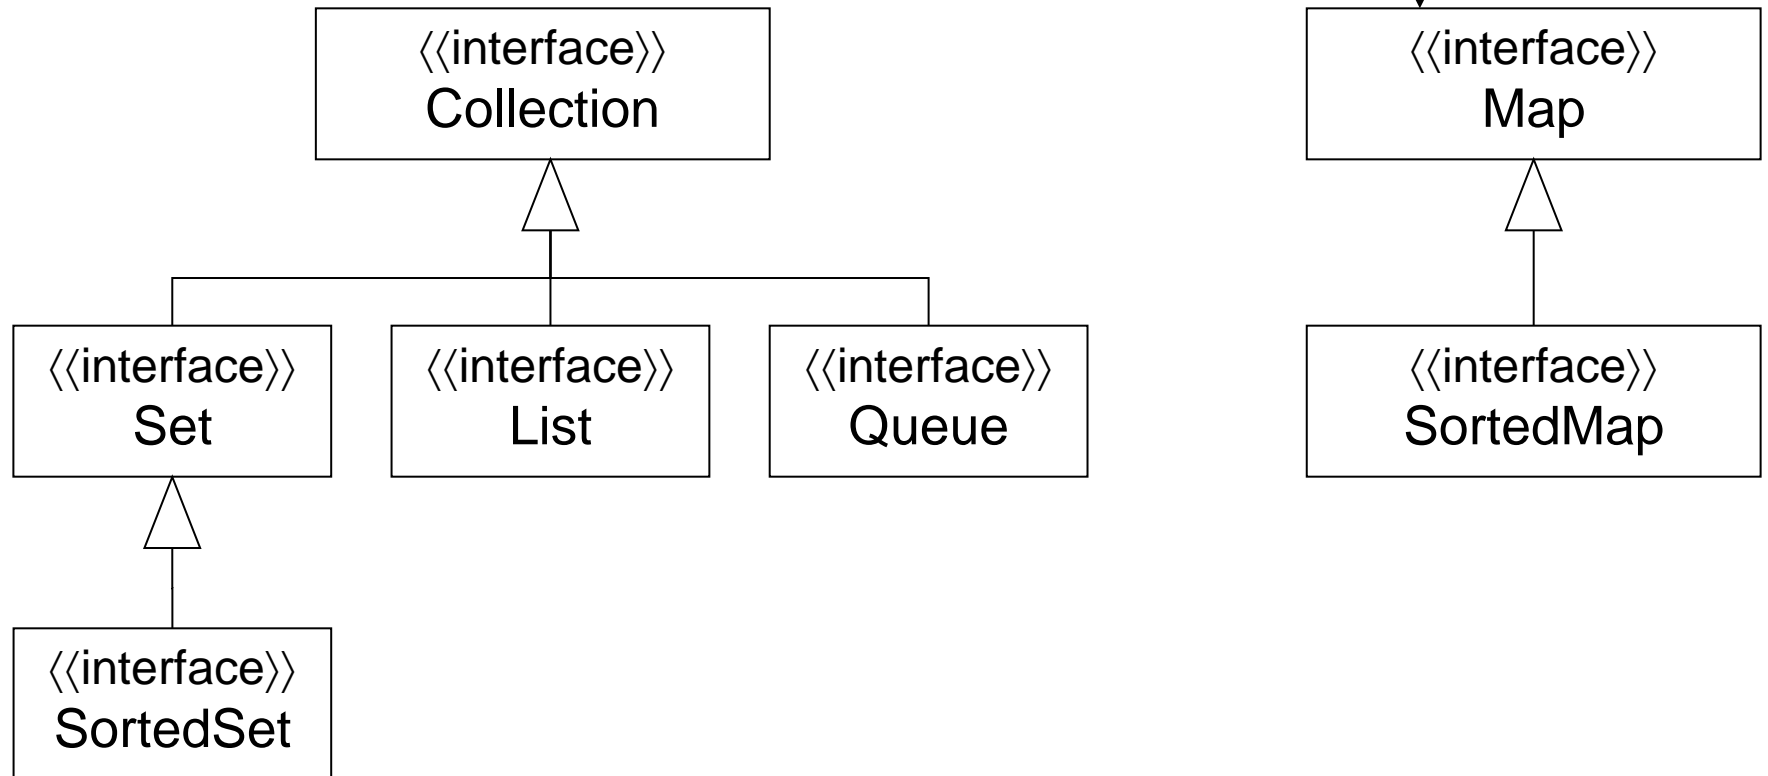 ⟨⟨interface⟩⟩
Collection
⟨⟨interface⟩⟩
Map
⟨⟨interface⟩⟩
Set
⟨⟨interface⟩⟩
List
⟨⟨interface⟩⟩
Queue
⟨⟨interface⟩⟩
SortedMap
⟨⟨interface⟩⟩
SortedSet